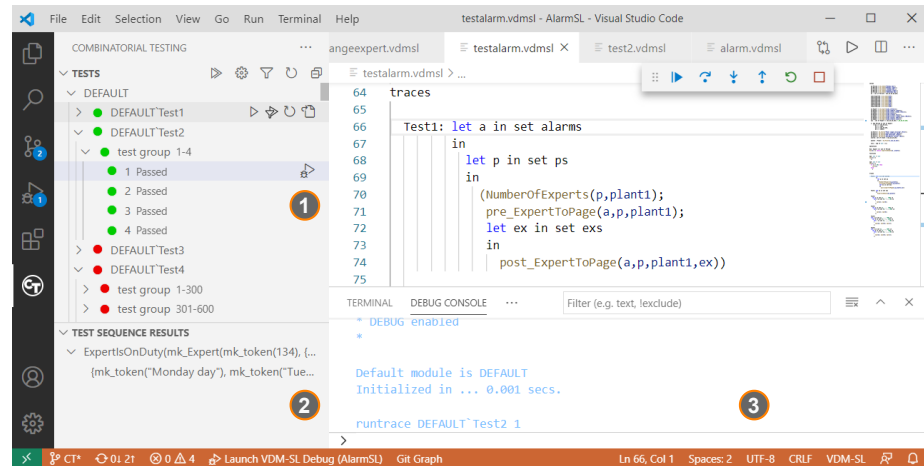 File Edit Selection View Go Run Terminal Help testalarm.vdmsl - AlarmSL - Visual Studio Code
COMBINATORIAL TESTING
angeexpert.vdmsl testalarm.vdmsl test2.vdmsl alarm.vdmsl
TESTS
testalarm.vdmsl > ...
DEFAULT
DEFAULT`Test1
DEFAULT`Test2
test group 1-4
1 Passed
2 Passed
3 Passed
4 Passed
DEFAULT`Test3
DEFAULT`Test4
test group 1-300
test group 301-600
1
64 traces
65
66 Test1: let a in set alarms
67 in
68 let p in set ps
69 in
70 (NumberOfExperts(p,plant1);
71 pre_ExpertToPage(a,p,plant1);
72 let ex in set exs
73 in
74 post_ExpertToPage(a,p,plant1,ex))
75
2
1
CT
TEST SEQUENCE RESULTS
ExpertIsOnDuty(mk_Expert(mk_token(134), {...
{mk_token("Monday day"), mk_token("Tue...
2
TERMINAL DEBUG CONSOLE ... Filter (e.g. text, !exclude)
* DEBUG enabled
*
Default module is DEFAULT
Initialized in ... 0.001 secs.
runtrace DEFAULT`Test2 1
3
>
CT* 0↓ 2↑ 0 4 Launch VDM-SL Debug (AlarmSL) Git Graph Ln 66, Col 1 Spaces: 2 UTF-8 CRLF VDM-SL